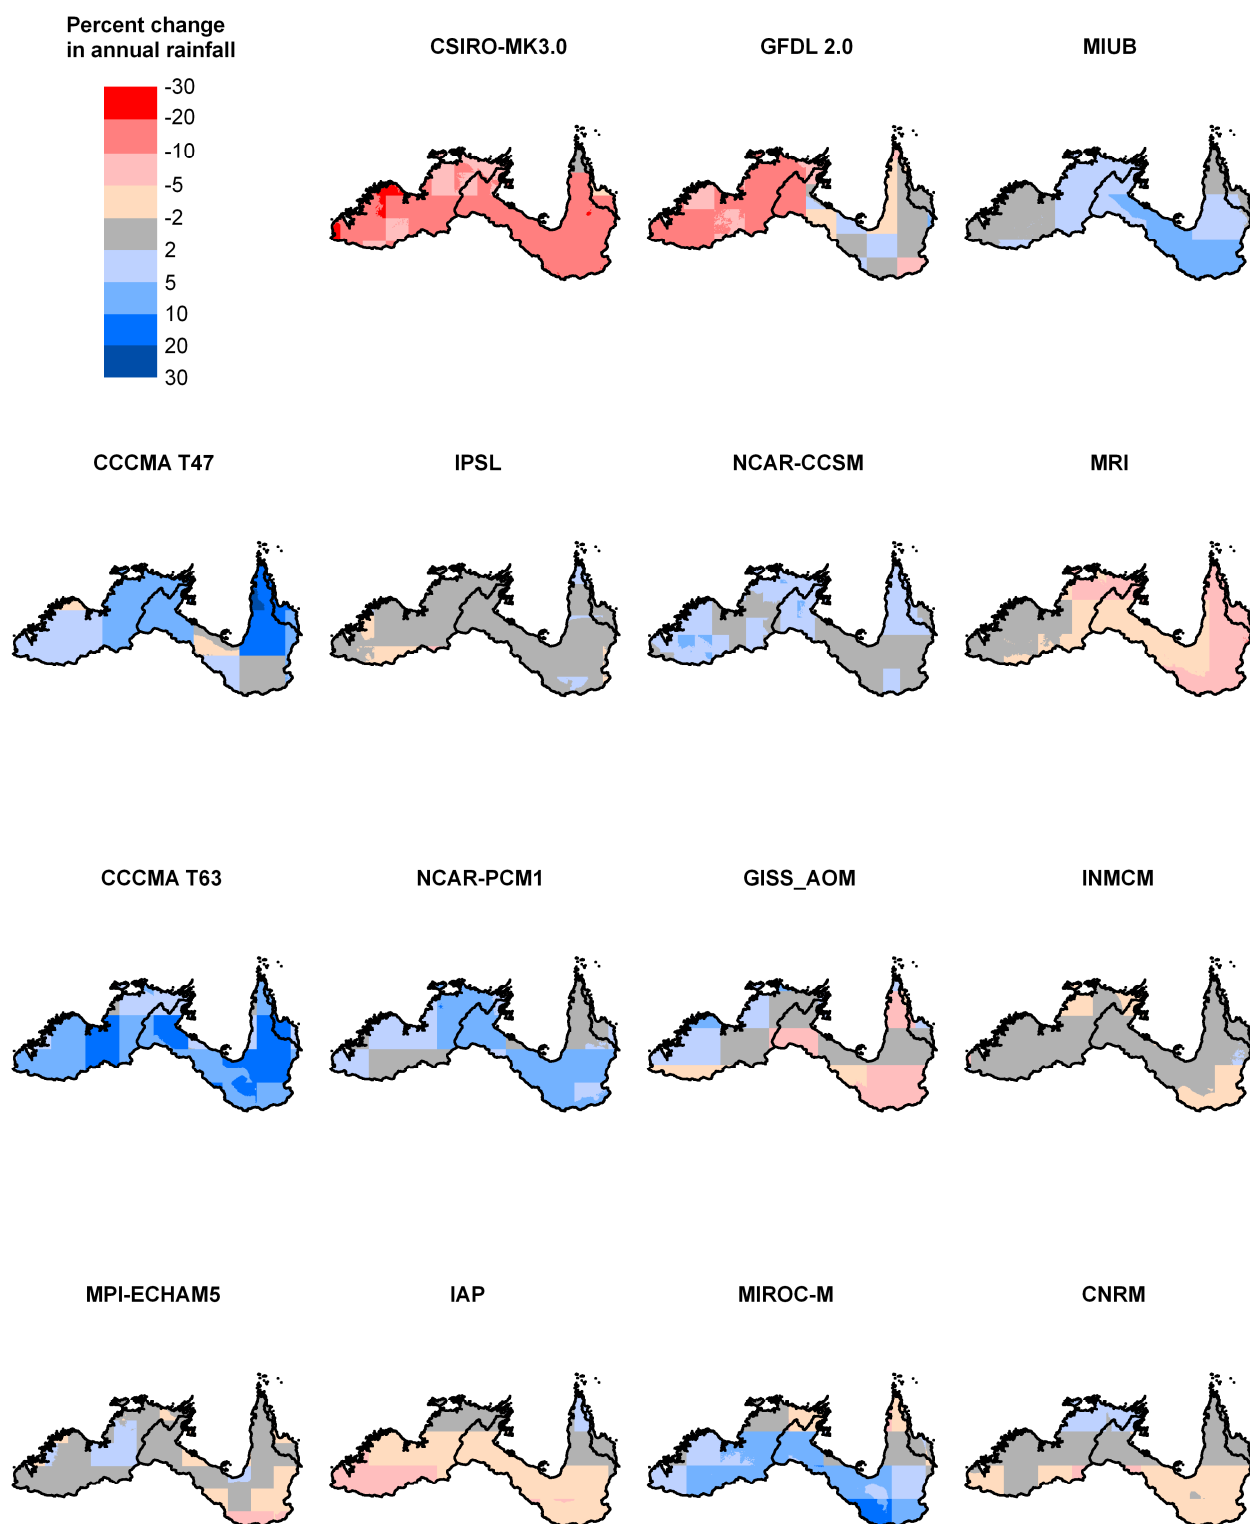 Percent change
in annual rainfall
-30
-20
-10
-5
-2
2
5
10
20
30
CSIRO-MK3.0
GFDL 2.0
MIUB
CCCMA T47
IPSL
NCAR-CCSM
MRI
CCCMA T63
NCAR-PCM1
GISS_AOM
INMCM
MPI-ECHAM5
IAP
MIROC-M
CNRM